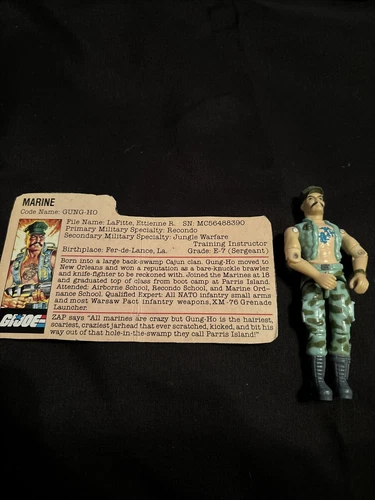 MARINE
Code Name: GUNG-HO
File Name: LaFitte, Ettienne R. SN: MC56488390
Primary Military Specialty: Recondo
Secondary Military Specialty: Jungle Warfare
Training Instructor
Birthplace: Fer-de-Lance, La. Grade: E-7 (Sergeant)
Born into a large back swamp Cajun clan. Gung-Ho moved to
New Orleans and won a reputation as a bare-knuckle brawler
and knife-fighter to be reckoned with. Joined the Marines at 18
and graduated top of class from boot camp at Parris Island.
Attended: Airborne School, Recondo School, and Marine Ord-
nance School. Qualified Expert: All NATO infantry small arms
and most Warsaw Pact infantry weapons, XM-76 Grenade
Launcher.
ZAP says "All marines are crazy but Gung-Ho is the hairiest,
scariest, craziest jarhead that ever scratched, kicked, and bit his
way out of that hole-in-the-swamp they call Parris Island!"
GIJOE